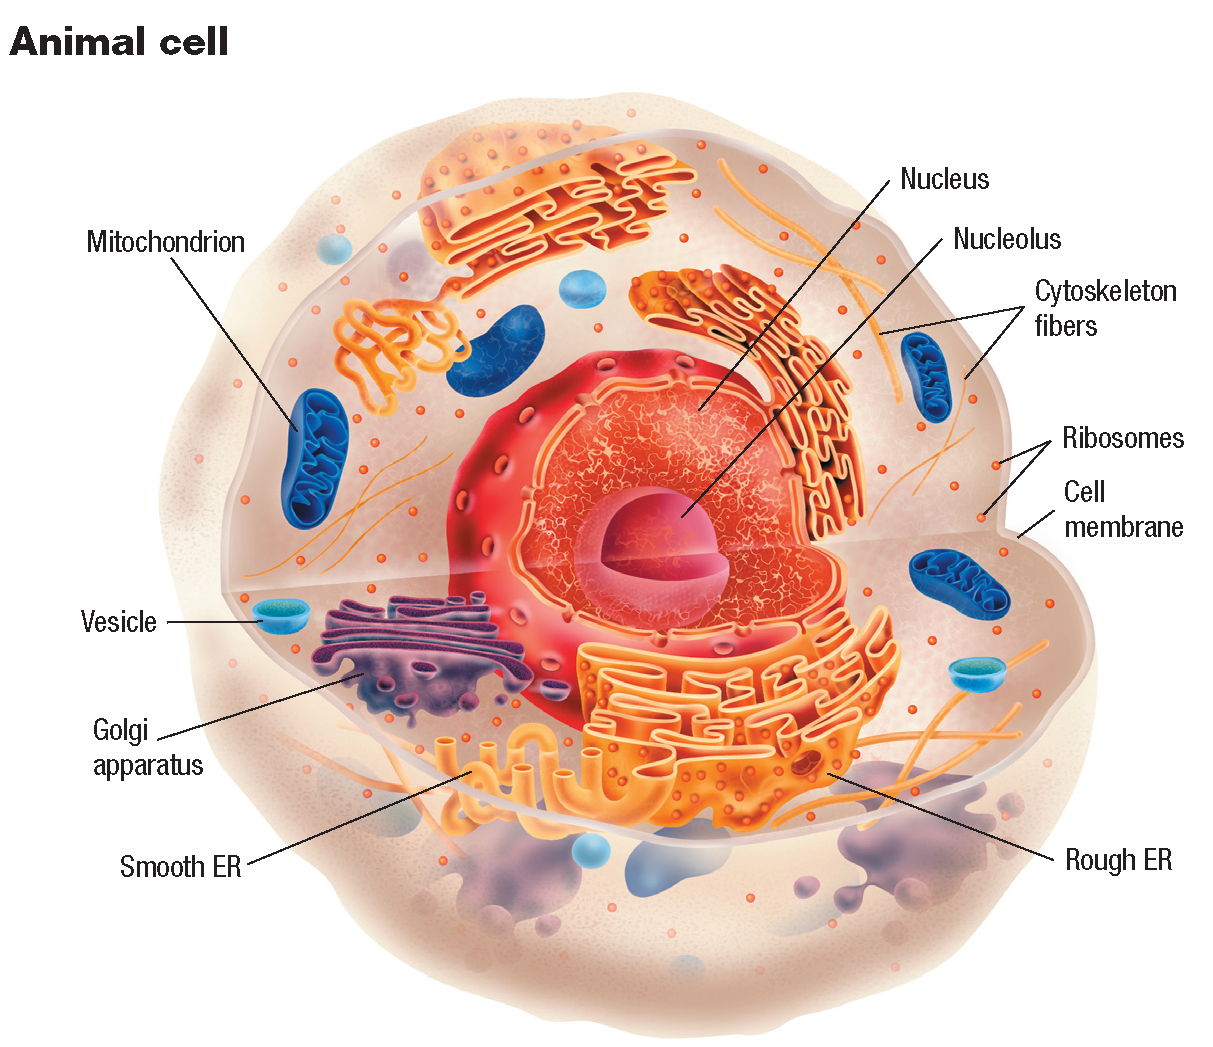 Animal cell
Nucleus
Nucleolus
Mitochondrion
Cytoskeleton
fibers
Ribosomes
Cell
membrane
Vesicle
Golgi
apparatus
Smooth ER
Rough ER